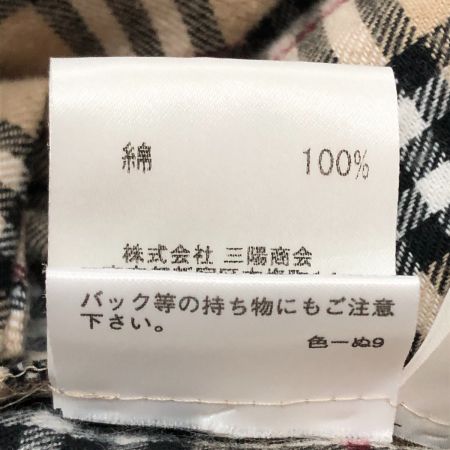 綿 100%
株式会社 三陽商会
バック等の持ち物にもご注意
下さい。
色ーぬ9